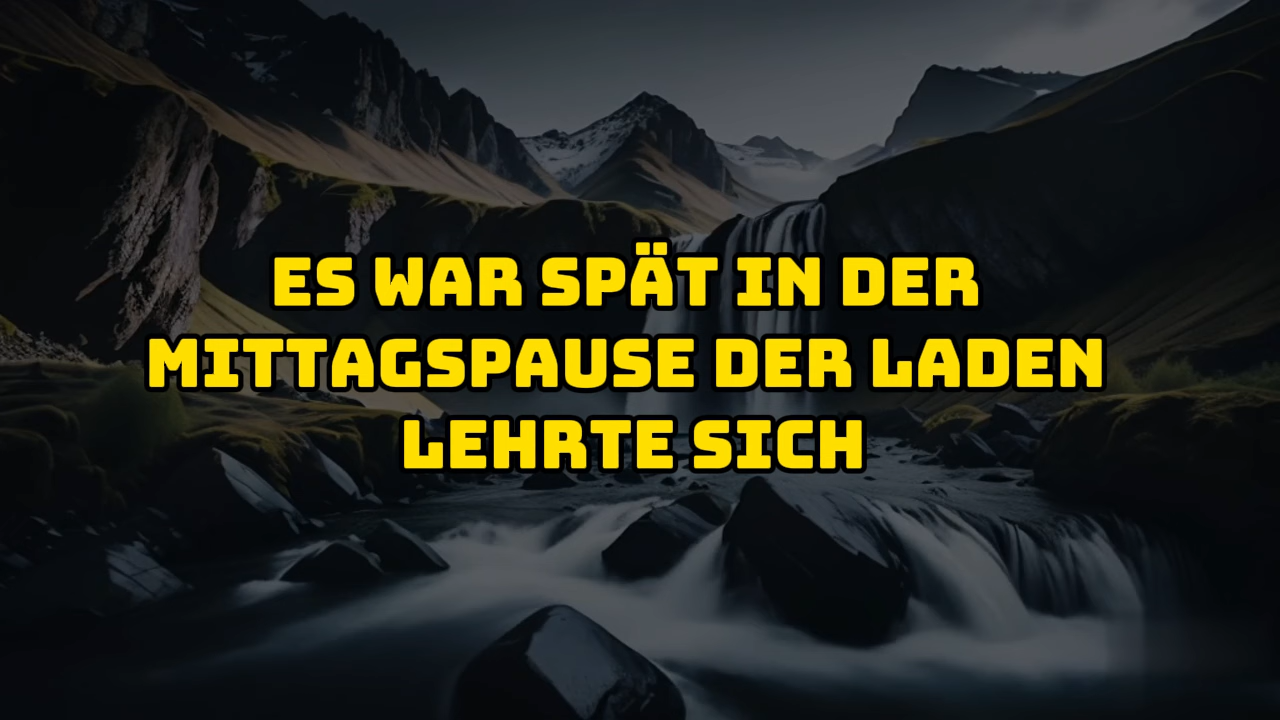 ES WAR SPÄT IN DER
MITTAGSPAUSE DER LADEN
LEHRTE SICH